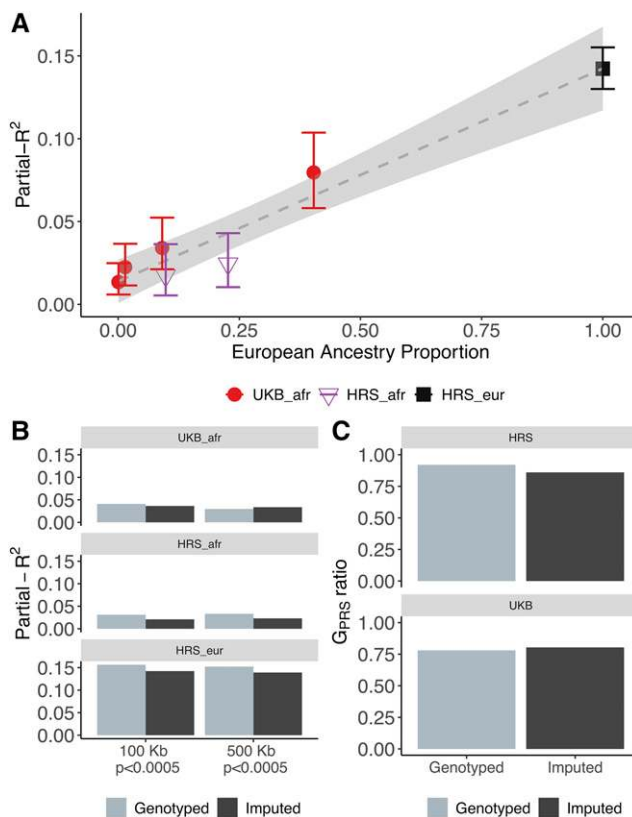 A
Partial−R²
0.15
0.10
0.05
0.00
0.00 0.25 0.50 0.75 1.00
European Ancestry Proportion
UKB_afr HRS_afr HRS_eur
B
Partial − R²
UKB_afr
0.15
0.10
0.05
0.00
HRS_afr
0.15
0.10
0.05
0.00
HRS_eur
0.15
0.10
0.05
0.00
100 Kb 500 Kb
p<0.0005 p<0.0005
Genotyped Imputed
C
GPRS ratio
HRS
1.00
0.75
0.50
0.25
0.00
UKB
1.00
0.75
0.50
0.25
0.00
Genotyped Imputed
Genotyped Imputed